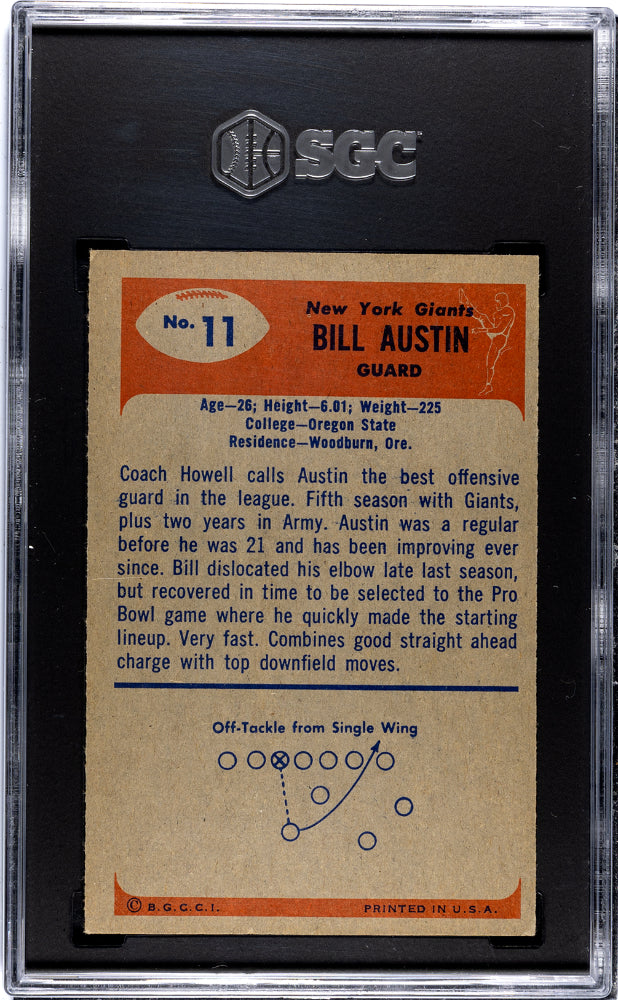 SGC
No. 11
New York Giants
BILL AUSTIN
GUARD
Age—26; Height—6.01; Weight—225
College—Oregon State
Residence—Woodburn, Ore.
Coach Howell calls Austin the best offensive
guard in the league. Fifth season with Giants,
plus two years in Army. Austin was a regular
before he was 21 and has been improving ever
since. Bill dislocated his elbow late last season,
but recovered in time to be selected to the Pro
Bowl game where he quickly made the starting
lineup. Very fast. Combines good straight ahead
charge with top downfield moves.
Off-Tackle from Single Wing
© B.G.C.C.I.
PRINTED IN U.S.A.